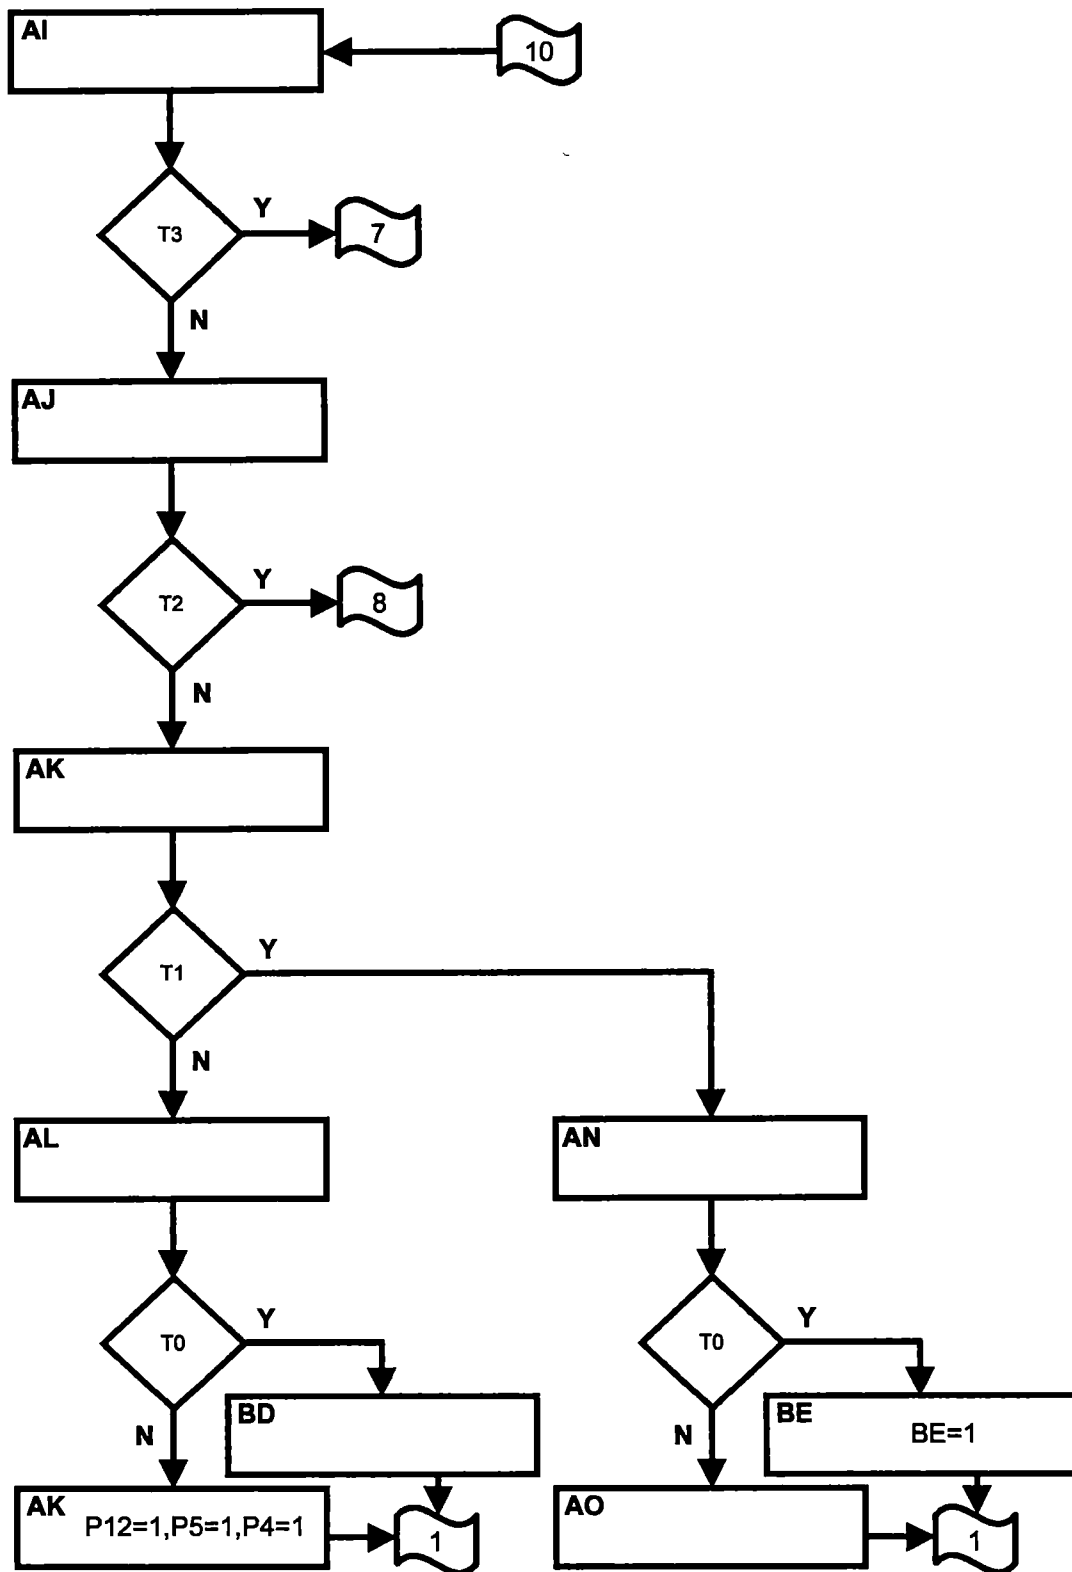 AI
10
T3
Y
7
N
AJ
T2
Y
8
N
AK
T1
Y
N
AL
AN
T0
Y
T0
Y
N
BD
N
BE
BE=1
AK
P12=1,P5=1,P4=1
1
AO
1